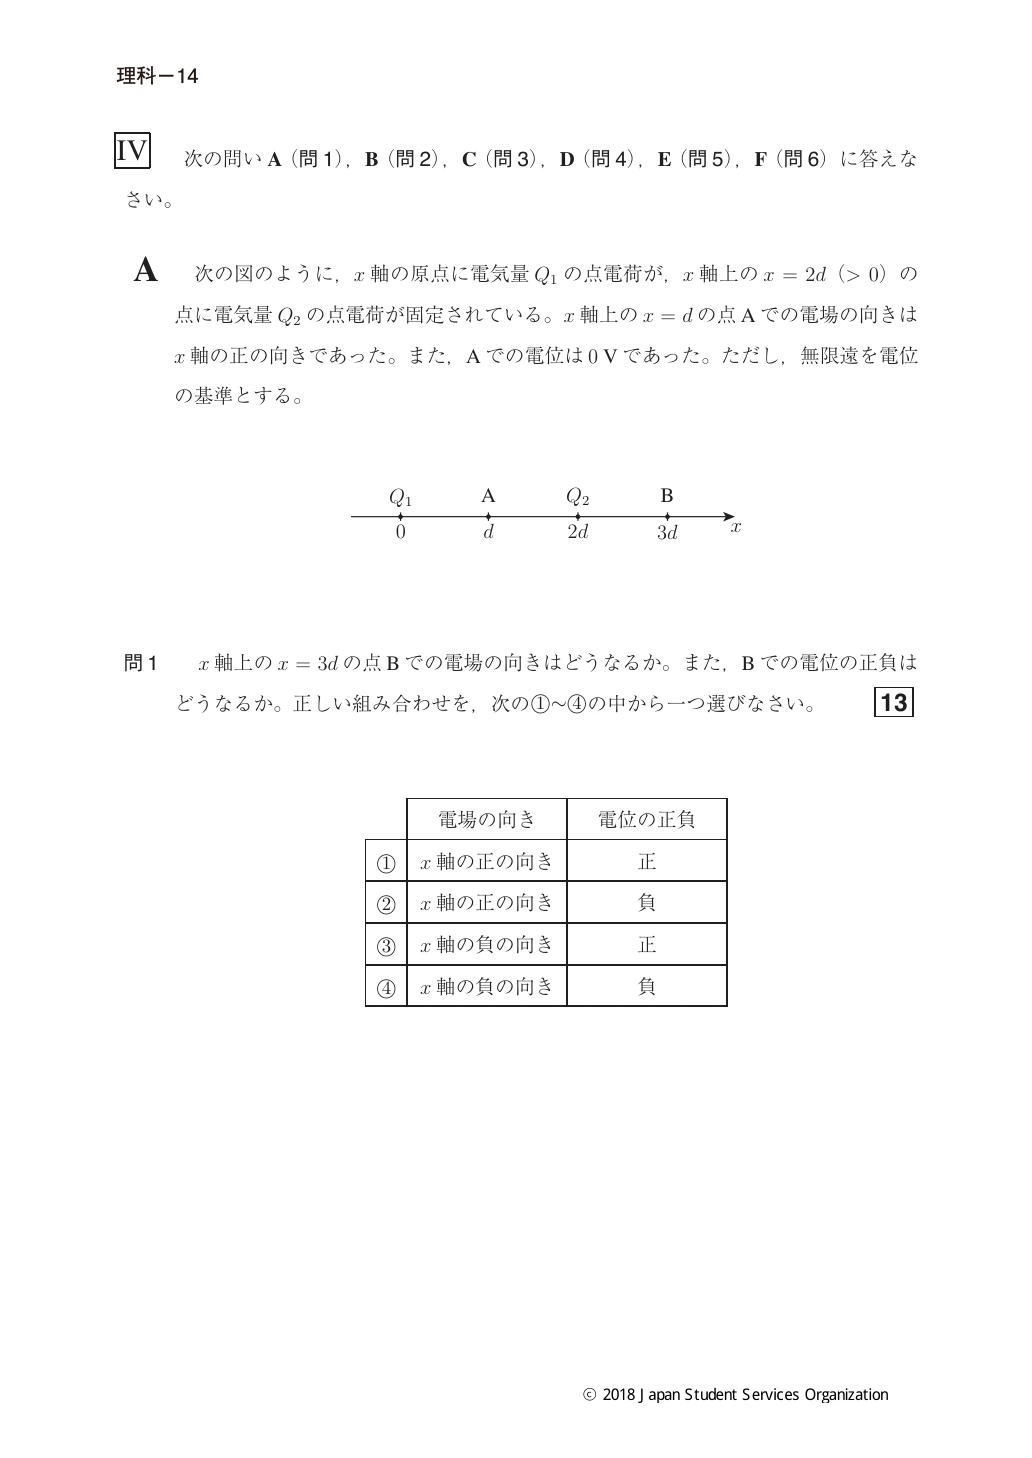 理科－14
IV 次の問い A（問1），B（問2），C（問3），D（問4），E（問5），F（問6）に答えな
さい。
A 次の図のように，x 軸の原点に電気量 Q1 の点電荷が，x 軸上の x = 2d（> 0）の
点に電気量 Q2 の点電荷が固定されている。x 軸上の x = d の点 A での電場の向きは
x 軸の正の向きであった。また，A での電位は 0 V であった。ただし，無限遠を電位
の基準とする。
Q1 A Q2 B
0 d 2d 3d x
問1 x 軸上の x = 3d の点 B での電場の向きはどうなるか。また，B での電位の正負は
どうなるか。正しい組み合わせを，次の①～④の中から一つ選びなさい。 13
電場の向き 電位の正負
① x 軸の正の向き 正
② x 軸の正の向き 負
③ x 軸の負の向き 正
④ x 軸の負の向き 負
© 2018 Japan Student Services Organization